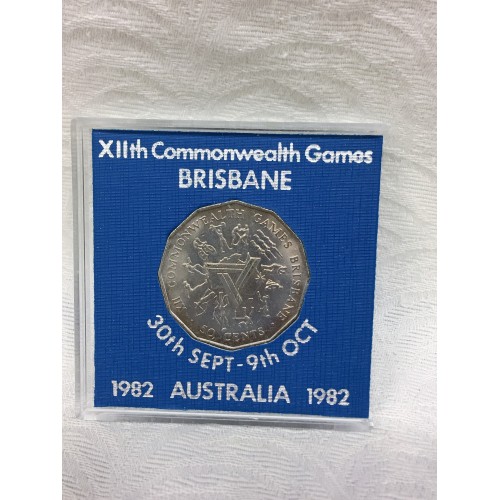 XIIth Commonwealth Games
BRISBANE
XII COMMONWEALTH GAMES BRISBANE
50 CENTS
30th SEPT-9th OCT
1982 AUSTRALIA 1982